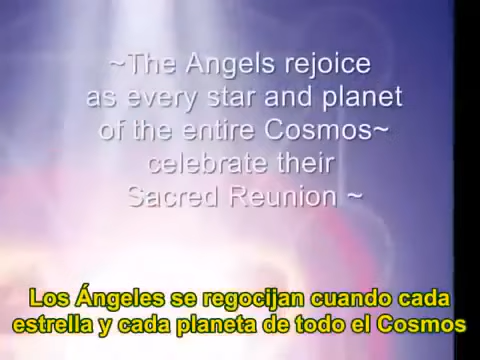 ~The Angels rejoice
as every star and planet
of the entire Cosmos~
celebrate their
Sacred Reunion ~
Los Ángeles se regocijan cuando cada
estrella y cada planeta de todo el Cosmos